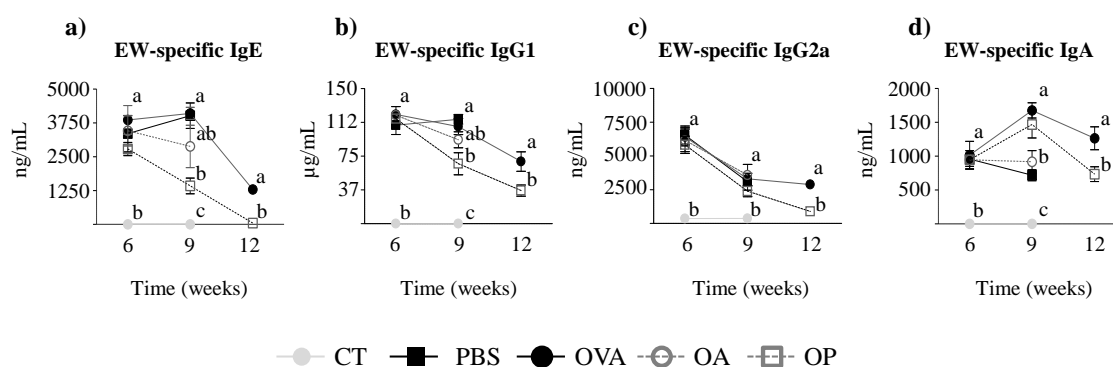 a)
EW-specific IgE
ng/mL
5000
3750
2500
1250
a
a
ab
b
a
b
c
b
6
9
12
Time (weeks)
b)
EW-specific IgG1
µg/mL
150
112
75
37
a
a
ab
b
a
b
b
c
6
9
12
Time (weeks)
c)
EW-specific IgG2a
ng/mL
10000
7500
5000
2500
a
a
a
b
b
b
6
9
12
Time (weeks)
d)
EW-specific IgA
ng/mL
2000
1500
1000
500
a
a
a
b
b
b
c
6
9
12
Time (weeks)
CT PBS OVA OA OP